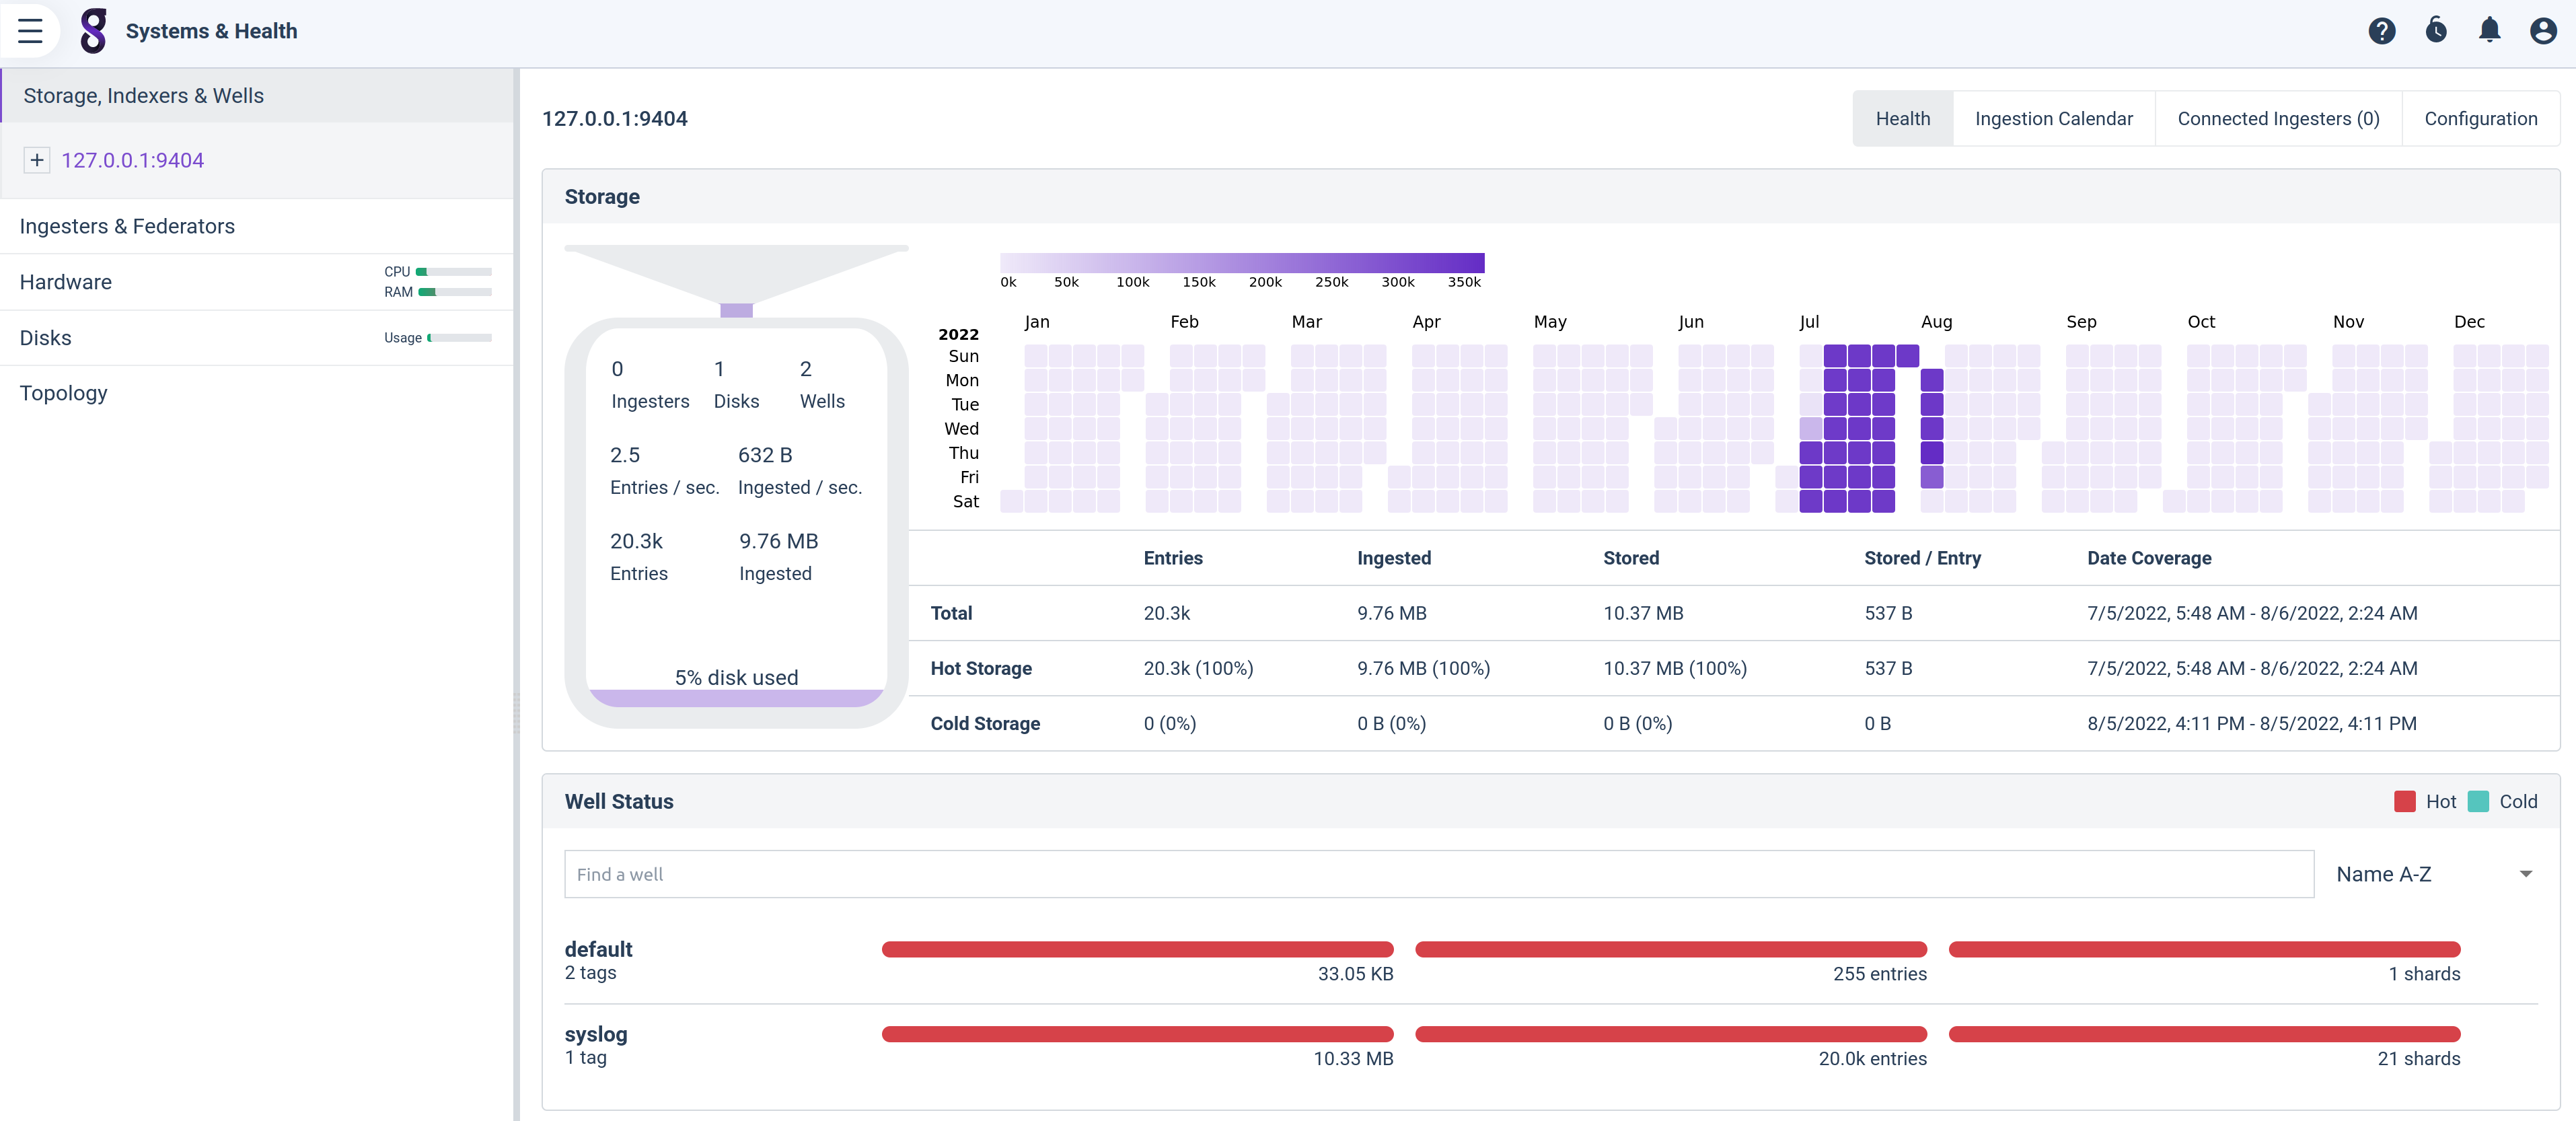 Systems & Health
Storage, Indexers & Wells
127.0.0.1:9404
Ingesters & Federators
Hardware
CPU
RAM
Disks
Usage
Topology
127.0.0.1:9404
Health
Ingestion Calendar
Connected Ingesters (0)
Configuration
Storage
0 1 2
Ingesters Disks Wells
2.5 632 B
Entries / sec. Ingested / sec.
20.3k 9.76 MB
Entries Ingested
5% disk used
0k 50k 100k 150k 200k 250k 300k 350k
Jan Feb Mar Apr May Jun Jul Aug Sep Oct Nov Dec
2022
Sun
Mon
Tue
Wed
Thu
Fri
Sat
Entries Ingested Stored Stored / Entry Date Coverage
Total 20.3k 9.76 MB 10.37 MB 537 B 7/5/2022, 5:48 AM - 8/6/2022, 2:24 AM
Hot Storage 20.3k (100%) 9.76 MB (100%) 10.37 MB (100%) 537 B 7/5/2022, 5:48 AM - 8/6/2022, 2:24 AM
Cold Storage 0 (0%) 0 B (0%) 0 B (0%) 0 B 8/5/2022, 4:11 PM - 8/5/2022, 4:11 PM
Well Status
Hot Cold
Find a well
Name A-Z
default
2 tags 33.05 KB 255 entries 1 shards
syslog
1 tag 10.33 MB 20.0k entries 21 shards